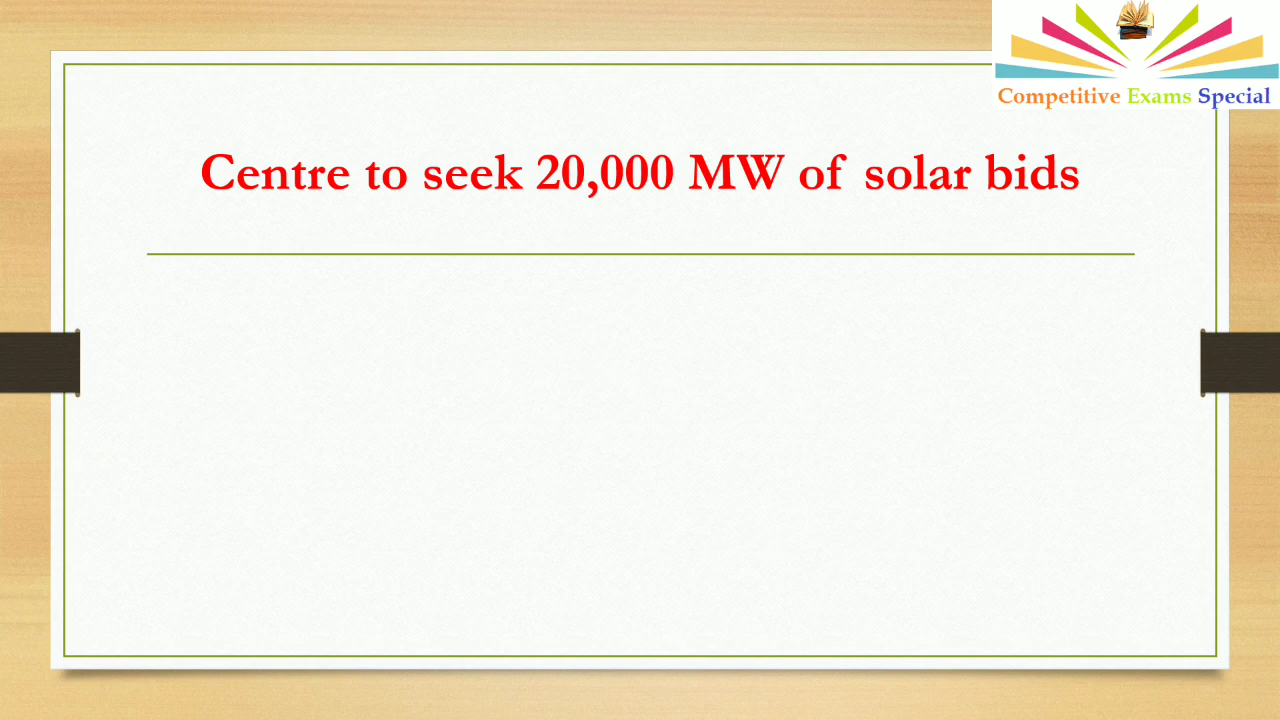 Competitive Exams Special
Centre to seek 20,000 MW of solar bids